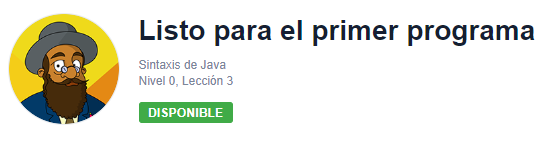 Listo para el primer programa
Sintaxis de Java
Nivel 0, Lección 3
DISPONIBLE